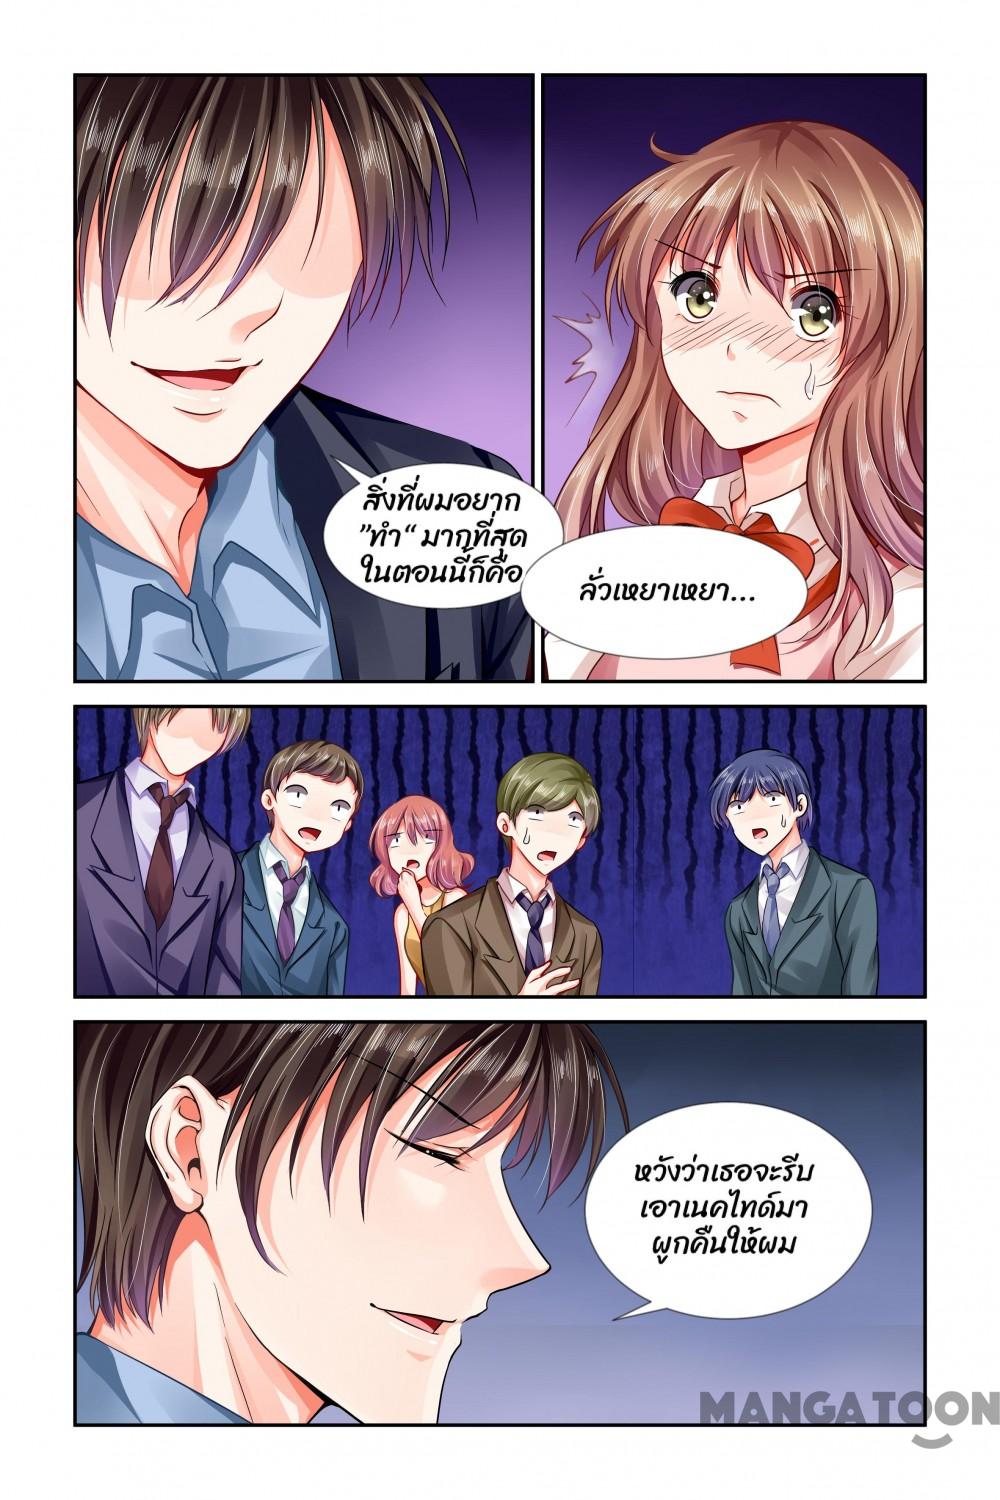 สิ่งที่ผมอยาก
"ทำ" มากที่สุด
ในตอนนี้ก็คือ
ลั่วเหยาเหยา...
หวังว่าเธอจะรีบ
เอาเนคไทด์มา
ผูกคืนให้ผม
MANGATOON